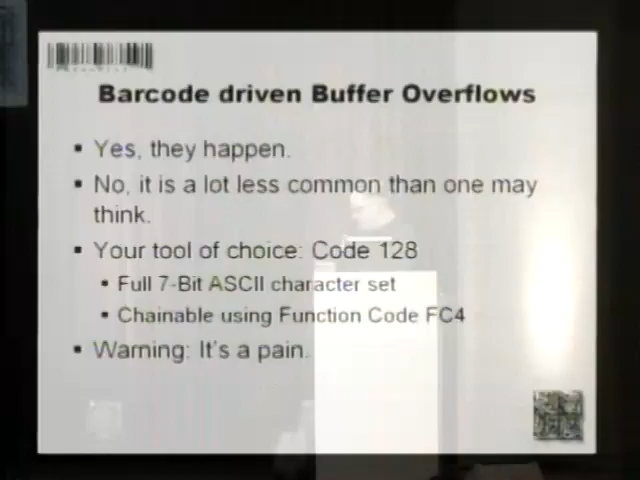 Barcode driven Buffer Overflows
▪ Yes, they happen.
▪ No, it is a lot less common than one may
think.
▪ Your tool of choice: Code 128
▪ Full 7-Bit ASCII character set
▪ Chainable using Function Code FC4
▪ Warning: It's a pain.